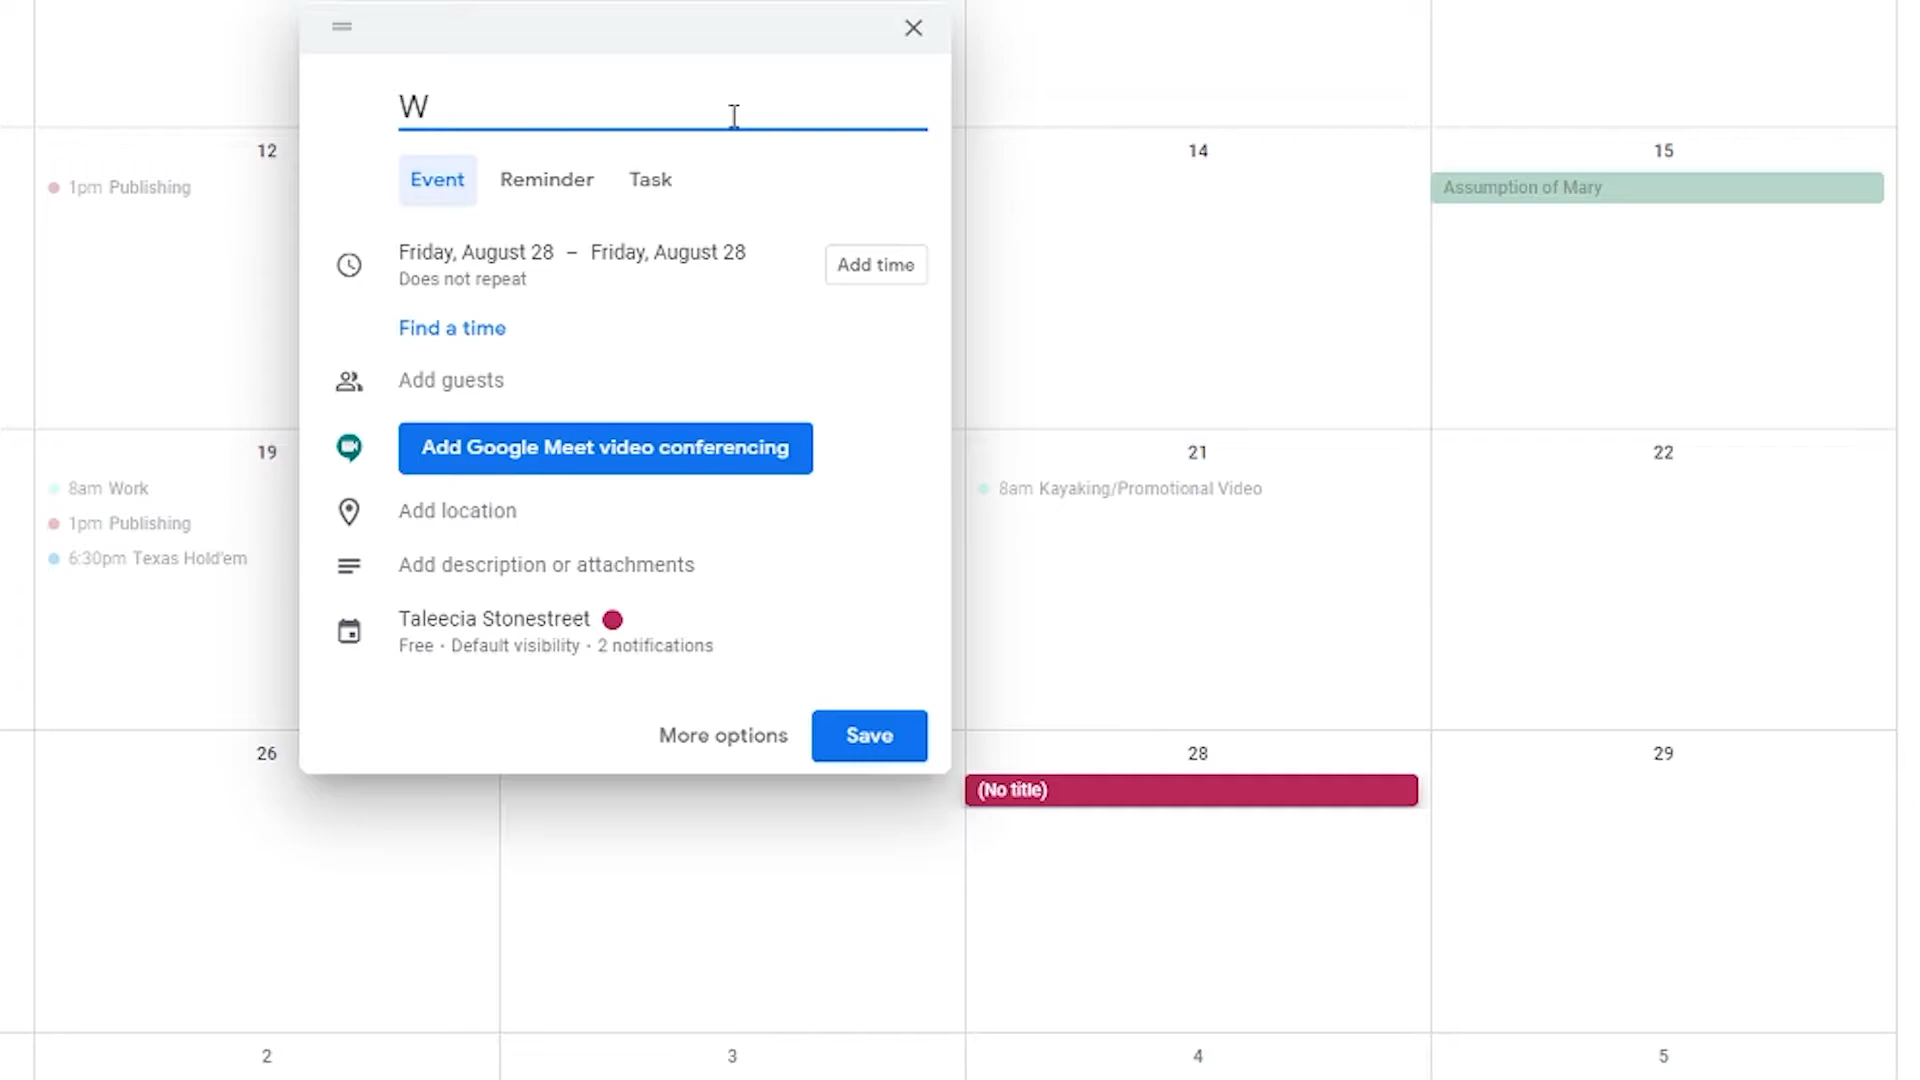 W
Event Reminder Task
Friday, August 28 – Friday, August 28
Does not repeat
Add time
Find a time
Add guests
Add Google Meet video conferencing
Add location
Add description or attachments
Taleecia Stonestreet
Free · Default visibility · 2 notifications
More options Save
12
1pm Publishing
14
15
Assumption of Mary
19
8am Work
1pm Publishing
6:30pm Texas Hold'em
21
8am Kayaking/Promotional Video
22
26
28
(No title)
29
2
3
4
5